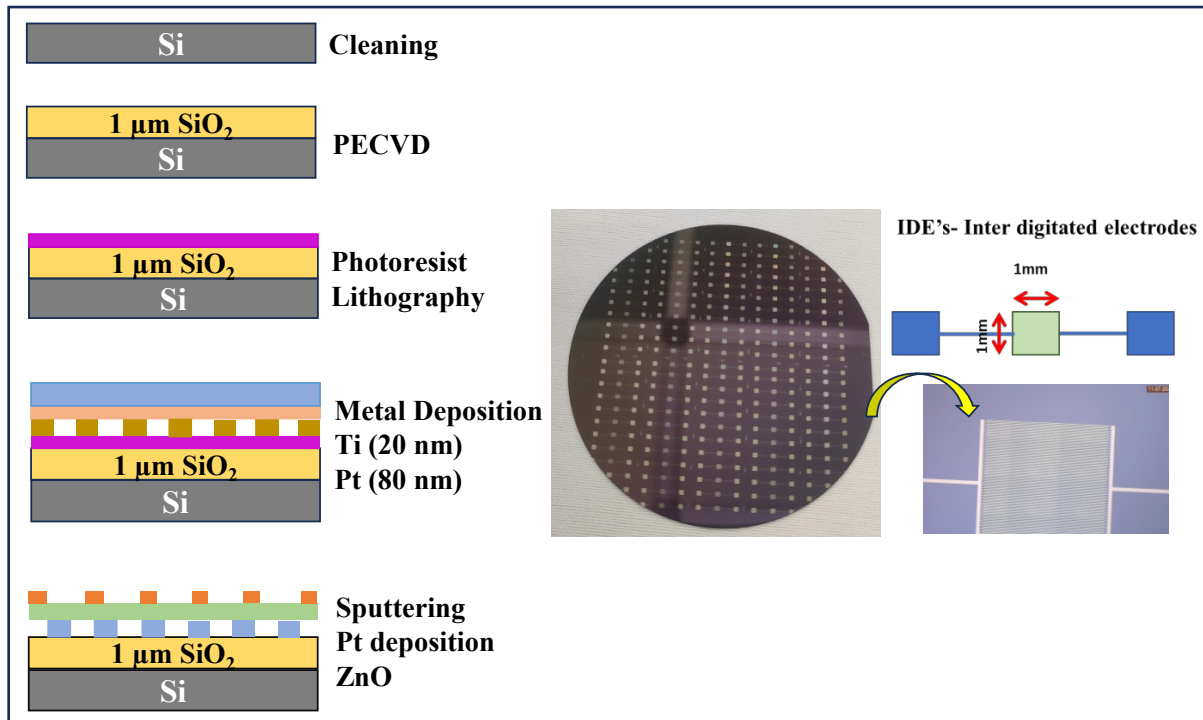 Si
Cleaning
1 µm SiO₂
Si
PECVD
1 µm SiO₂
Si
Photoresist
Lithography
1 µm SiO₂
Si
Metal Deposition
Ti (20 nm)
Pt (80 nm)
1 µm SiO₂
Si
Sputtering
Pt deposition
ZnO
IDE's- Inter digitated electrodes
1mm
1mm